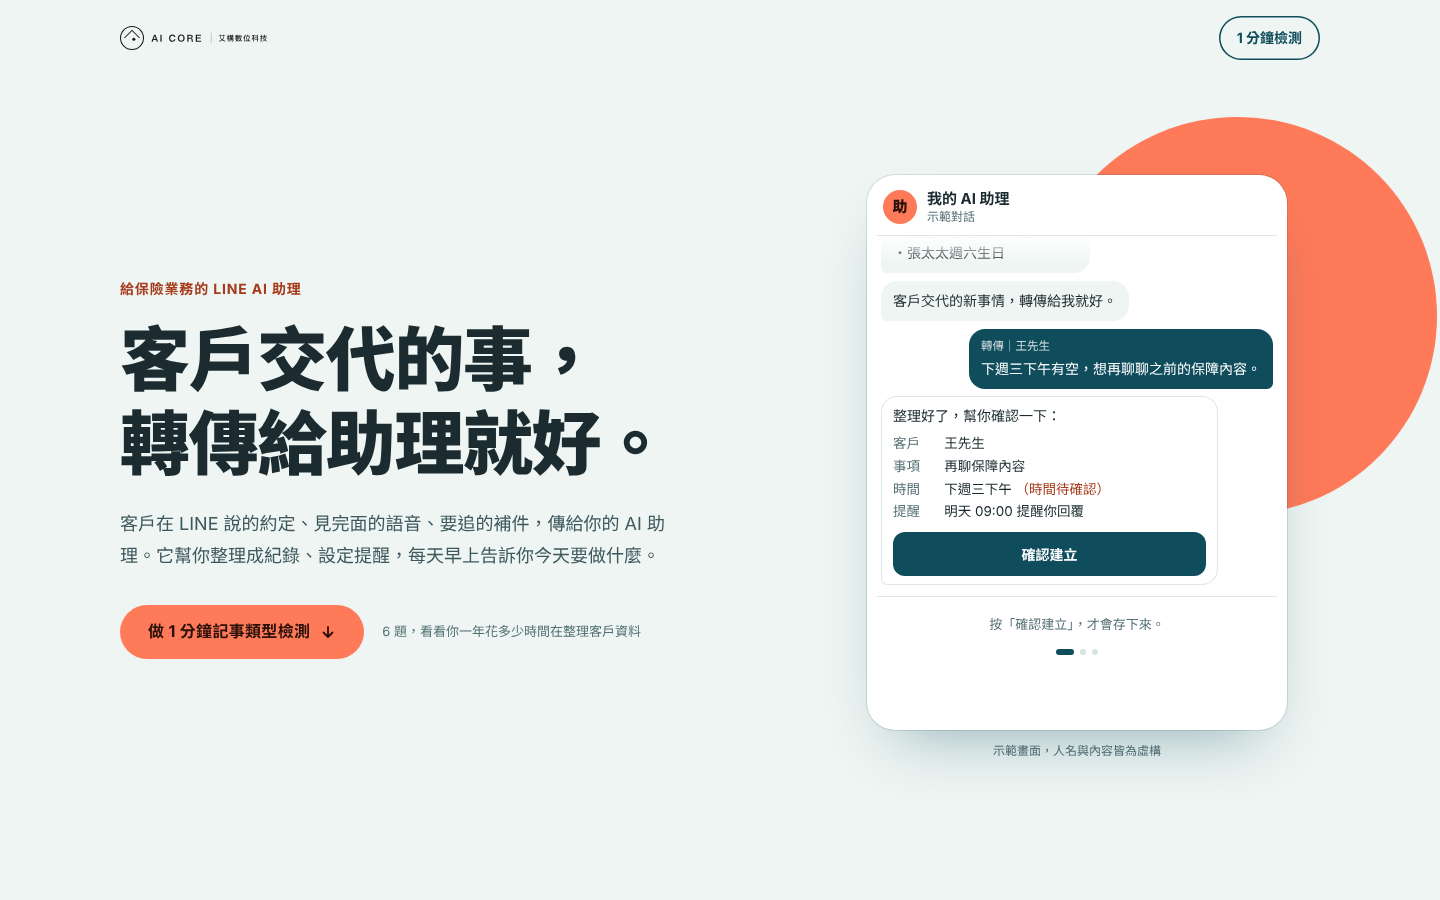 AI CORE | 艾構數位科技
1 分鐘檢測
給保險業務的 LINE AI 助理
客戶交代的事，
轉傳給助理就好。
客戶在 LINE 說的約定、見完面的語音、要追的補件，傳給你的 AI 助
理。它幫你整理成紀錄、設定提醒，每天早上告訴你今天要做什麼。
做 1 分鐘記事類型檢測 ↓
6 題，看看你一年花多少時間在整理客戶資料
助
我的 AI 助理
示範對話
・張太太週六生日
客戶交代的新事情，轉傳給我就好。
轉傳｜王先生
下週三下午有空，想再聊聊之前的保障內容。
整理好了，幫你確認一下：
客戶 王先生
事項 再聊保障內容
時間 下週三下午 （時間待確認）
提醒 明天 09:00 提醒你回覆
確認建立
按「確認建立」，才會存下來。
示範畫面，人名與內容皆為虛構